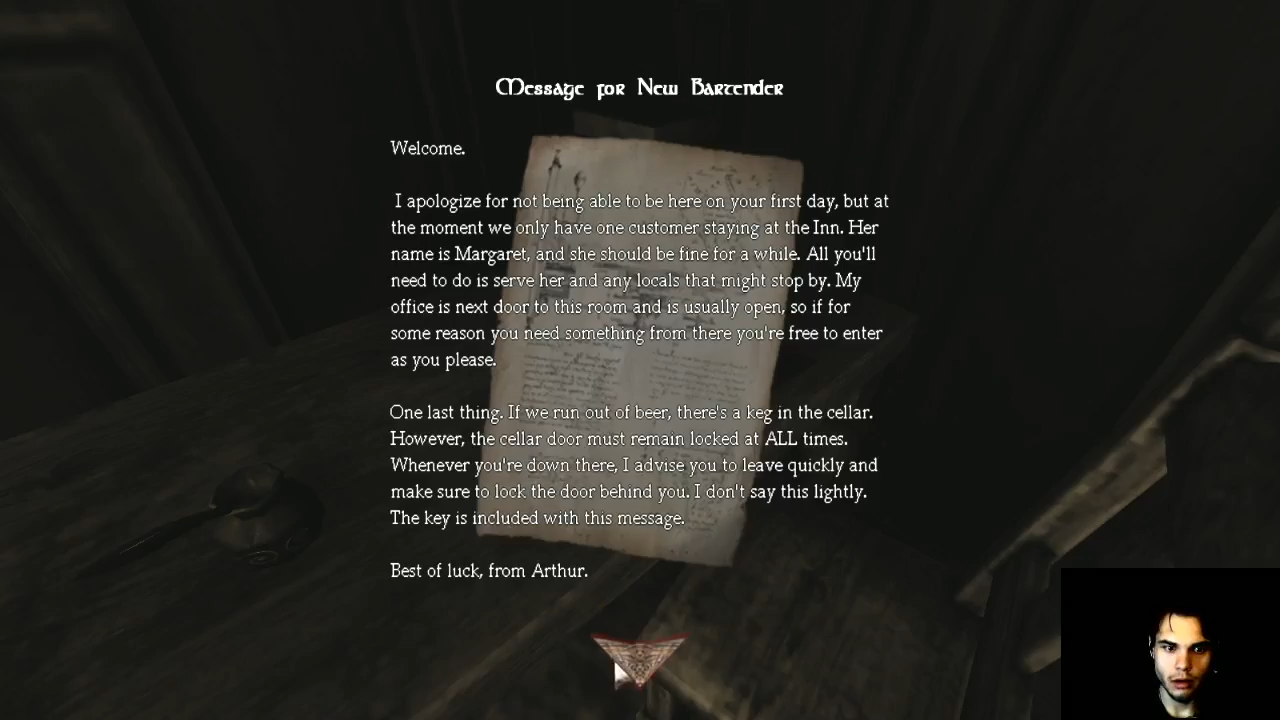 Message for New Bartender
Welcome.
I apologize for not being able to be here on your first day, but at
the moment we only have one customer staying at the Inn. Her
name is Margaret, and she should be fine for a while. All you'll
need to do is serve her and any locals that might stop by. My
office is next door to this room and is usually open, so if for
some reason you need something from there you're free to enter
as you please.
One last thing. If we run out of beer, there's a keg in the cellar.
However, the cellar door must remain locked at ALL times.
Whenever you're down there, I advise you to leave quickly and
make sure to lock the door behind you. I don't say this lightly.
The key is included with this message.
Best of luck, from Arthur.